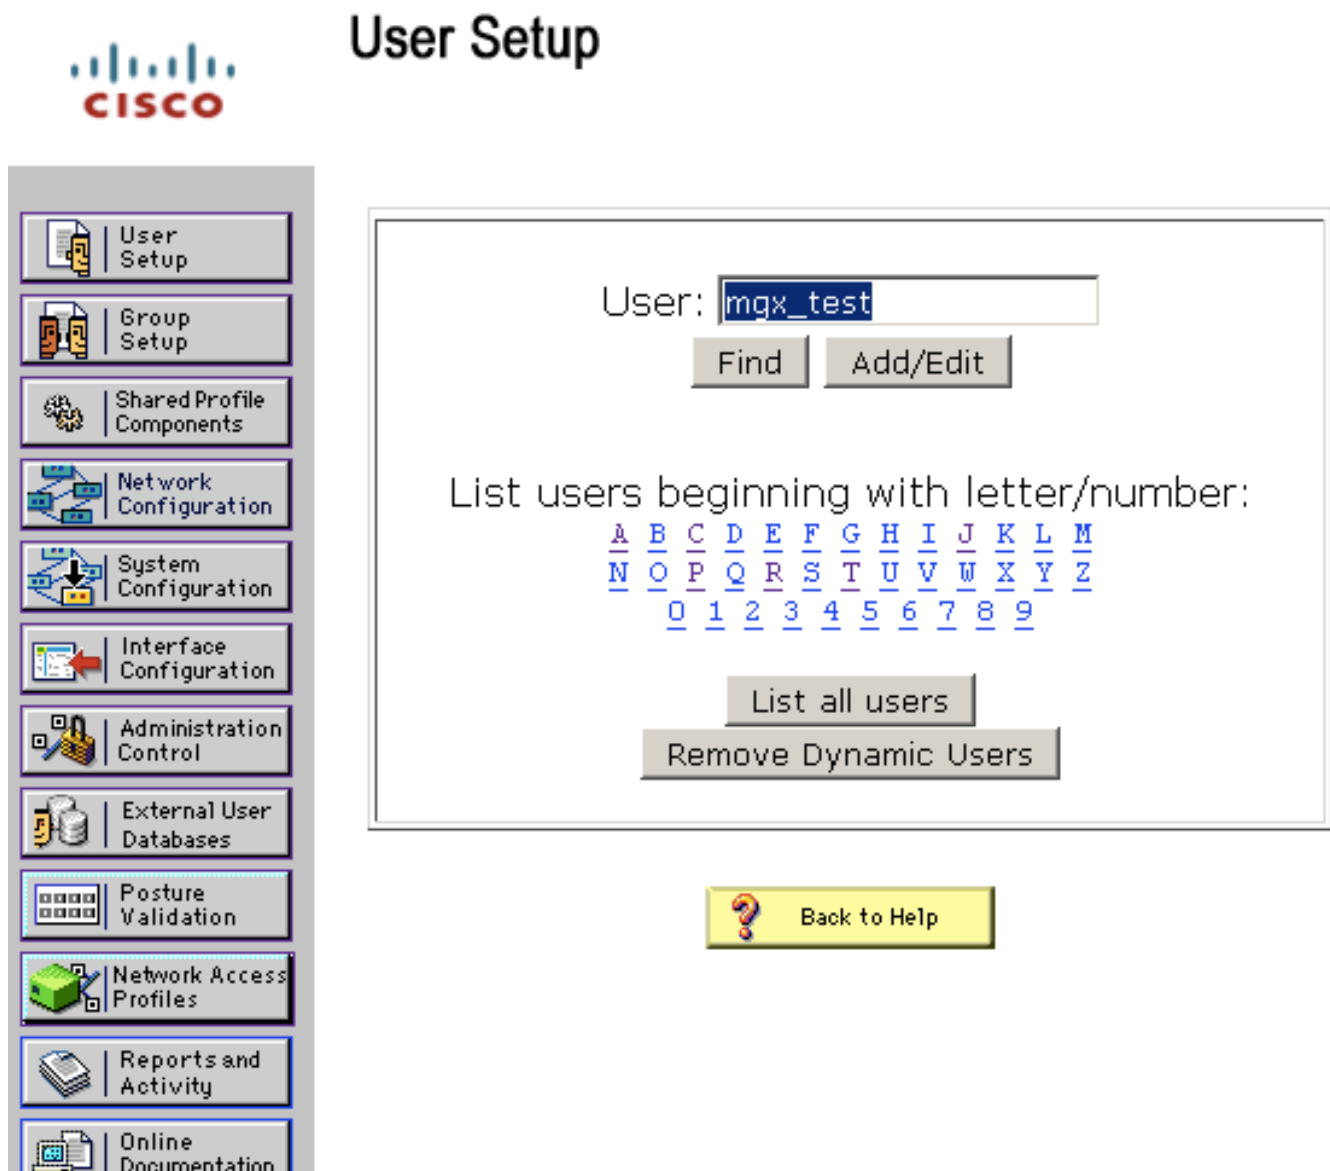 CISCO
User Setup
User
Setup
Group
Setup
Shared Profile
Components
Network
Configuration
System
Configuration
Interface
Configuration
Administration
Control
External User
Databases
Posture
Validation
Network Access
Profiles
Reports and
Activity
Online
Documentation
User: mgx_test
Find Add/Edit
List users beginning with letter/number:
A B C D E F G H I J K L M
N O P Q R S T U V W X Y Z
0 1 2 3 4 5 6 7 8 9
List all users
Remove Dynamic Users
? Back to Help